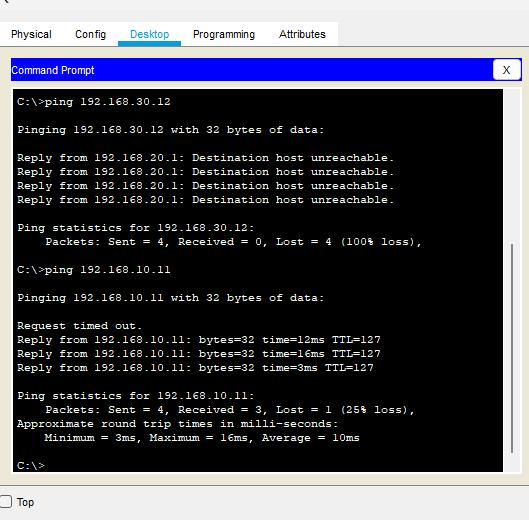 Physical Config Desktop Programming Attributes
Command Prompt X
C:\>ping 192.168.30.12
Pinging 192.168.30.12 with 32 bytes of data:
Reply from 192.168.20.1: Destination host unreachable.
Reply from 192.168.20.1: Destination host unreachable.
Reply from 192.168.20.1: Destination host unreachable.
Reply from 192.168.20.1: Destination host unreachable.
Ping statistics for 192.168.30.12:
Packets: Sent = 4, Received = 0, Lost = 4 (100% loss),
C:\>ping 192.168.10.11
Pinging 192.168.10.11 with 32 bytes of data:
Request timed out.
Reply from 192.168.10.11: bytes=32 time=12ms TTL=127
Reply from 192.168.10.11: bytes=32 time=16ms TTL=127
Reply from 192.168.10.11: bytes=32 time=3ms TTL=127
Ping statistics for 192.168.10.11:
Packets: Sent = 4, Received = 3, Lost = 1 (25% loss),
Approximate round trip times in milli-seconds:
Minimum = 3ms, Maximum = 16ms, Average = 10ms
C:\>
Top